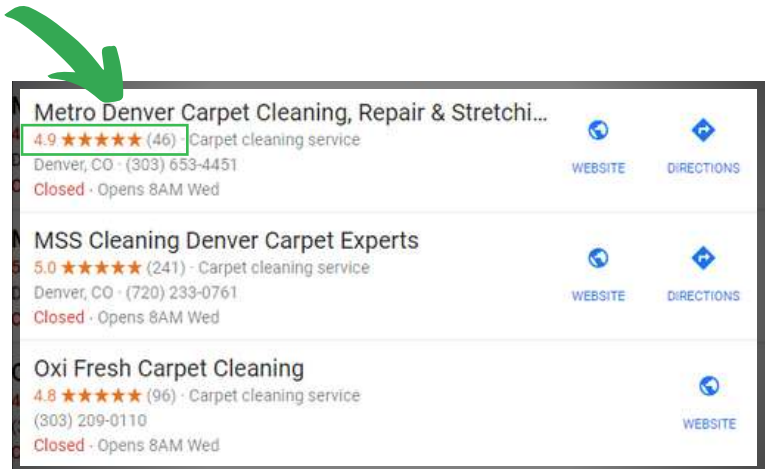 Metro Denver Carpet Cleaning, Repair & Stretchi...
4.9 ★★★★★ (46) · Carpet cleaning service
Denver, CO · (303) 653-4451
Closed · Opens 8AM Wed
WEBSITE
DIRECTIONS
MSS Cleaning Denver Carpet Experts
5.0 ★★★★★ (241) · Carpet cleaning service
Denver, CO · (720) 233-0761
Closed · Opens 8AM Wed
WEBSITE
DIRECTIONS
Oxi Fresh Carpet Cleaning
4.8 ★★★★★ (96) · Carpet cleaning service
(303) 209-0110
Closed · Opens 8AM Wed
WEBSITE